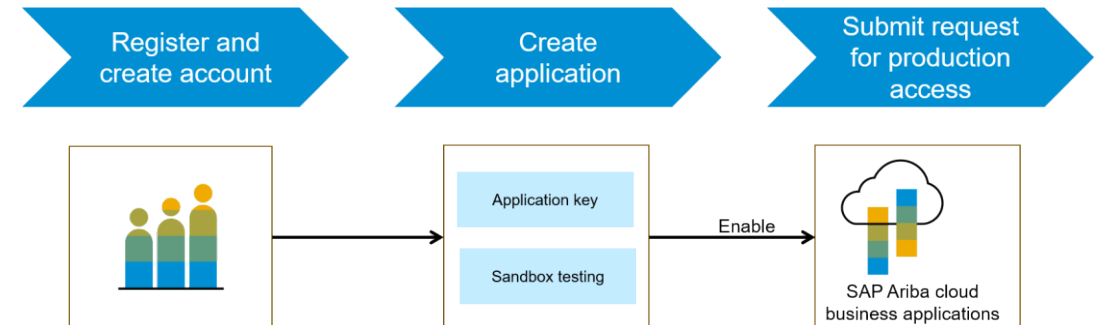 Register and
create account
Create
application
Submit request
for production
access
Application key
Sandbox testing
Enable
SAP Ariba cloud
business applications